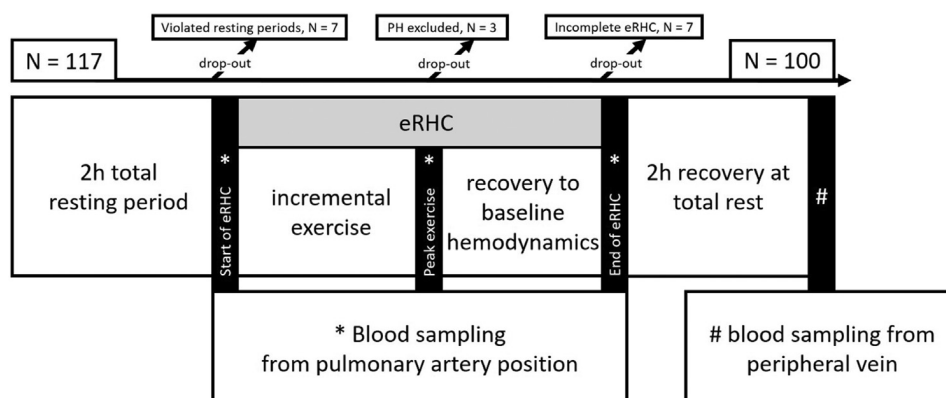 Violated resting periods, N = 7
PH excluded, N = 3
Incomplete eRHC, N = 7
N = 117
drop-out
drop-out
drop-out
N = 100
eRHC
2h total
resting period
Start of eRHC
*
incremental
exercise
Peak exercise
*
recovery to
baseline
hemodynamics
End of eRHC
*
2h recovery at
total rest
#
* Blood sampling
from pulmonary artery position
# blood sampling from
peripheral vein